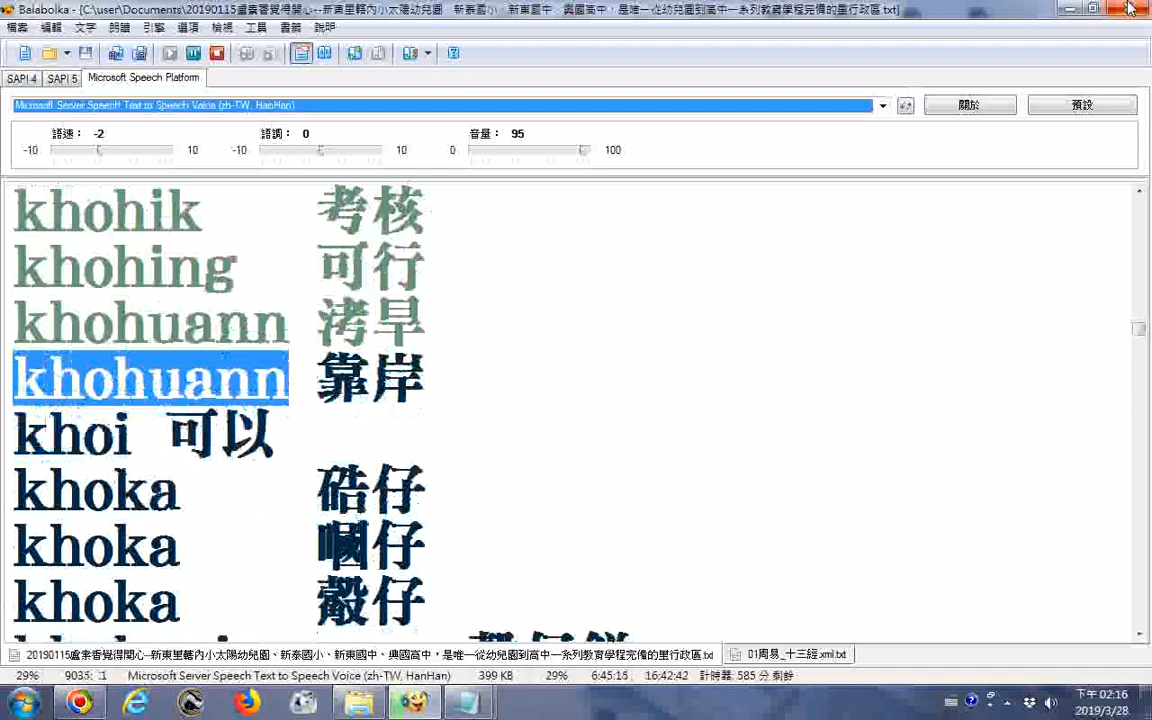 Balabolka - [C:\user\Documents\20190115盧素香覺得開心--新東里轄內小太陽幼兒園、新泰國小、新東國中、興國高中，是唯一從幼兒園到高中一系列教育學程完備的里行政區.txt]
檔案 編輯 文字 朗讀 引擎 選項 檢視 工具 書籤 說明
SAPI 4 SAPI 5 Microsoft Speech Platform
Microsoft Server Speech Text to Speech Voice (zh-TW, HanHan) 關於 預設
語速： -2 語調： 0 音量： 95
-10 10 -10 10 0 100
khohik 考核
khohing 可行
khohuann 洘旱
khohuann 靠岸
khoi 可以
khoka 硞仔
khoka 嘓仔
khoka 觳仔
20190115盧素香覺得開心--新東里轄內小太陽幼兒園、新泰國小、新東國中、興國高中，是唯一從幼兒園到高中一系列教育學程完備的里行政區.txt 01周易_十三經.xml.txt
29% 9035: :1 Microsoft Server Speech Text to Speech Voice (zh-TW, HanHan) 399 KB 29% 6:45:15 16:42:42 計時器: 585 分 剩餘
下午 02:16
2019/3/28